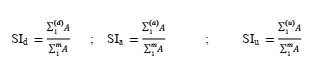 SI_d = Σ_1^(d) A / Σ_1^m A ; SI_a = Σ_1^(a) A / Σ_1^m A ; SI_u = Σ_1^(u) A / Σ_1^m A